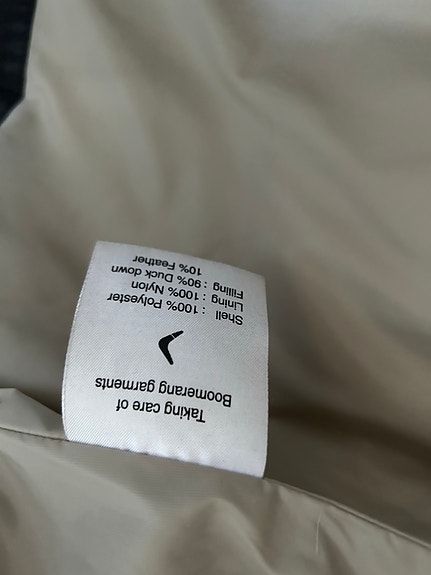 Taking care of
Boomerang garments
Shell : 100% Polyester
Lining : 100% Nylon
Filling : 90% Duck down
10% Feather